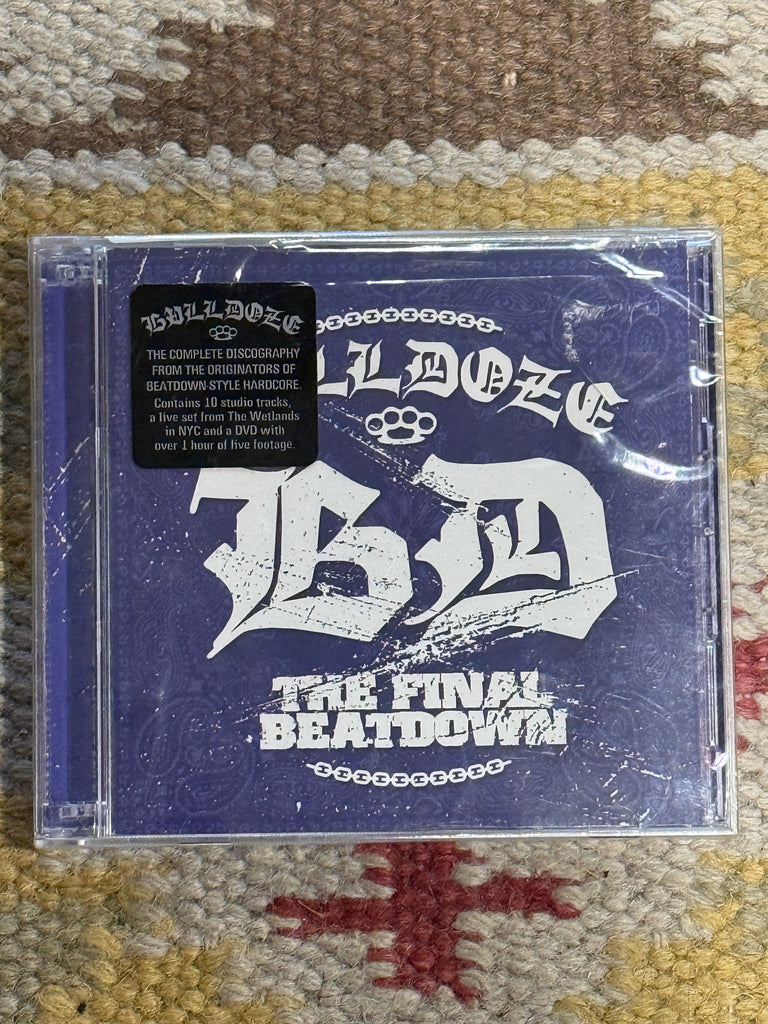 BULLDOZE
THE COMPLETE DISCOGRAPHY
FROM THE ORIGINATORS OF
BEATDOWN-STYLE HARDCORE.
Contains 10 studio tracks,
a live set from The Wetlands
in NYC and a DVD with
over 1 hour of live footage.
LLDOZE
BD
THE FINAL
BEATDOWN